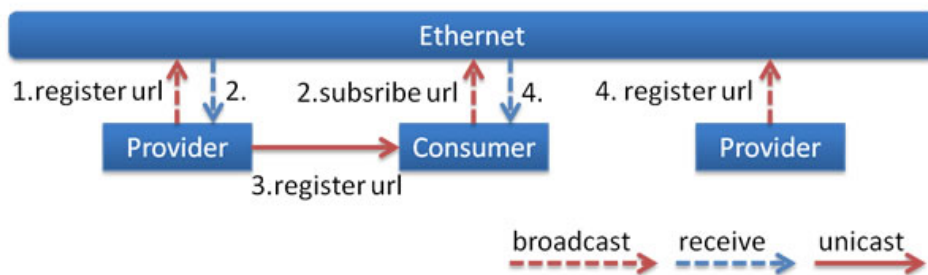 Ethernet
1.register url
2.
2.subsribe url
4.
4. register url
Provider
Consumer
Provider
3.register url
broadcast
receive
unicast